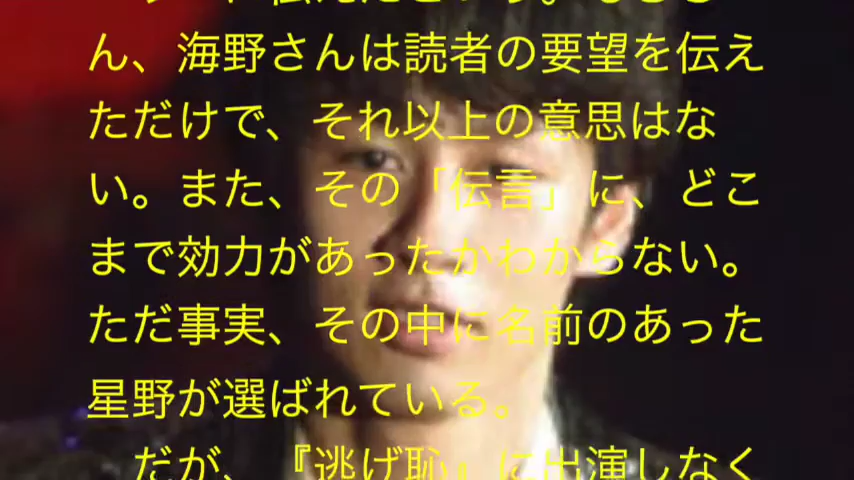 ん、海野さんは読者の要望を伝え
ただけで、それ以上の意思はな
い。また、その「伝言」に、どこ
まで効力があったかわからない。
ただ事実、その中に名前のあった
星野が選ばれている。
だが、『逃げ恥』に出演しなく